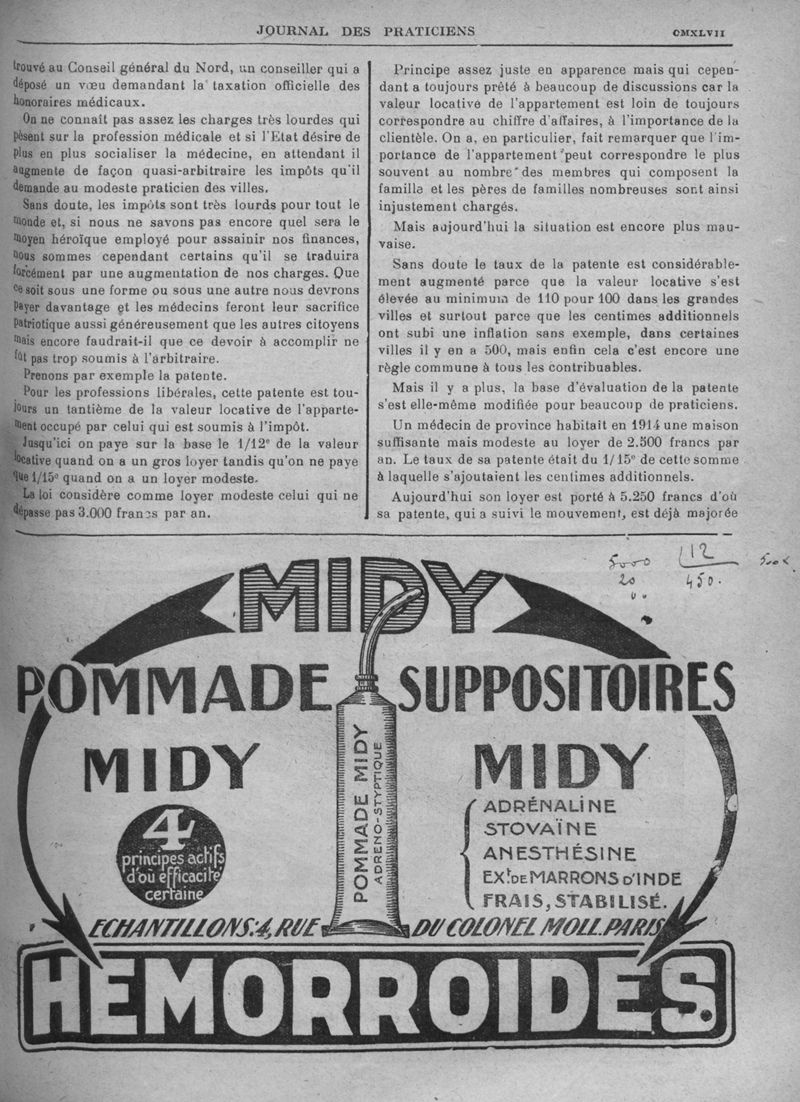 JOURNAL DES PRATICIENS
CMXLVII
trouvé au Conseil général du Nord, un conseiller qui a
déposé un vœu demandant la taxation officielle des
honoraires médicaux.
On ne connaît pas assez les charges très lourdes qui
pèsent sur la profession médicale et si l'Etat désire de
plus en plus socialiser la médecine, en attendant il
augmente de façon quasi-arbitraire les impôts qu'il
demande au modeste praticien des villes.
Sans doute, les impôts sont très lourds pour tout le
monde et, si nous ne savons pas encore quel sera le
moyen héroïque employé pour assainir nos finances,
nous sommes cependant certains qu'il se traduira
forcément par une augmentation de nos charges. Que
ce soit sous une forme ou sous une autre nous devrons
payer davantage et les médecins feront leur sacrifice
patriotique aussi généreusement que les autres citoyens
mais encore faudrait-il que ce devoir à accomplir ne
fût pas trop soumis à l'arbitraire.
Prenons par exemple la patente.
Pour les professions libérales, cette patente est tou-
jours un tantième de la valeur locative de l'apparte-
ment occupé par celui qui est soumis à l'impôt.
Jusqu'ici on paye sur la base le 1/12e de la valeur
locative quand on a un gros loyer tandis qu'on ne paye
que 1/15e quand on a un loyer modeste.
La loi considère comme loyer modeste celui qui ne
dépasse pas 3.000 francs par an.
Principe assez juste en apparence mais qui cepen-
dant a toujours prêté à beaucoup de discussions car la
valeur locative de l'appartement est loin de toujours
correspondre au chiffre d'affaires, à l'importance de la
clientèle. On a, en particulier, fait remarquer que l'im-
portance de l'appartement peut correspondre le plus
souvent au nombre des membres qui composent la
famille et les pères de familles nombreuses sont ainsi
injustement chargés.
Mais aujourd'hui la situation est encore plus mau-
vaise.
Sans doute le taux de la patente est considérable-
ment augmenté parce que la valeur locative s'est
élevée au minimum de 110 pour 100 dans les grandes
villes et surtout parce que les centimes additionnels
ont subi une inflation sans exemple, dans certaines
villes il y en a 500, mais enfin cela c'est encore une
règle commune à tous les contribuables.
Mais il y a plus, la base d'évaluation de la patente
s'est elle-même modifiée pour beaucoup de praticiens.
Un médecin de province habitait en 1914 une maison
suffisante mais modeste au loyer de 2.500 francs par
an. Le taux de sa patente était du 1/15e de cette somme
à laquelle s'ajoutaient les centimes additionnels.
Aujourd'hui son loyer est porté à 5.250 francs d'où
sa patente, qui a suivi le mouvement, est déjà majorée
5000 12
20 450.
MIDY
POMMADE
MIDY
4
principes actifs
d'où efficacité
certaine
POMMADE MIDY
ADRENO-STYPTIQUE
SUPPOSITOIRES
MIDY
ADRÉNALINE
STOVAÏNE
ANESTHÉSINE
EXt DE MARRONS D'INDE
FRAIS, STABILISÉ.
ECHANTILLONS: 4, RUE DU COLONEL MOLL. PARIS
HEMORROIDES.